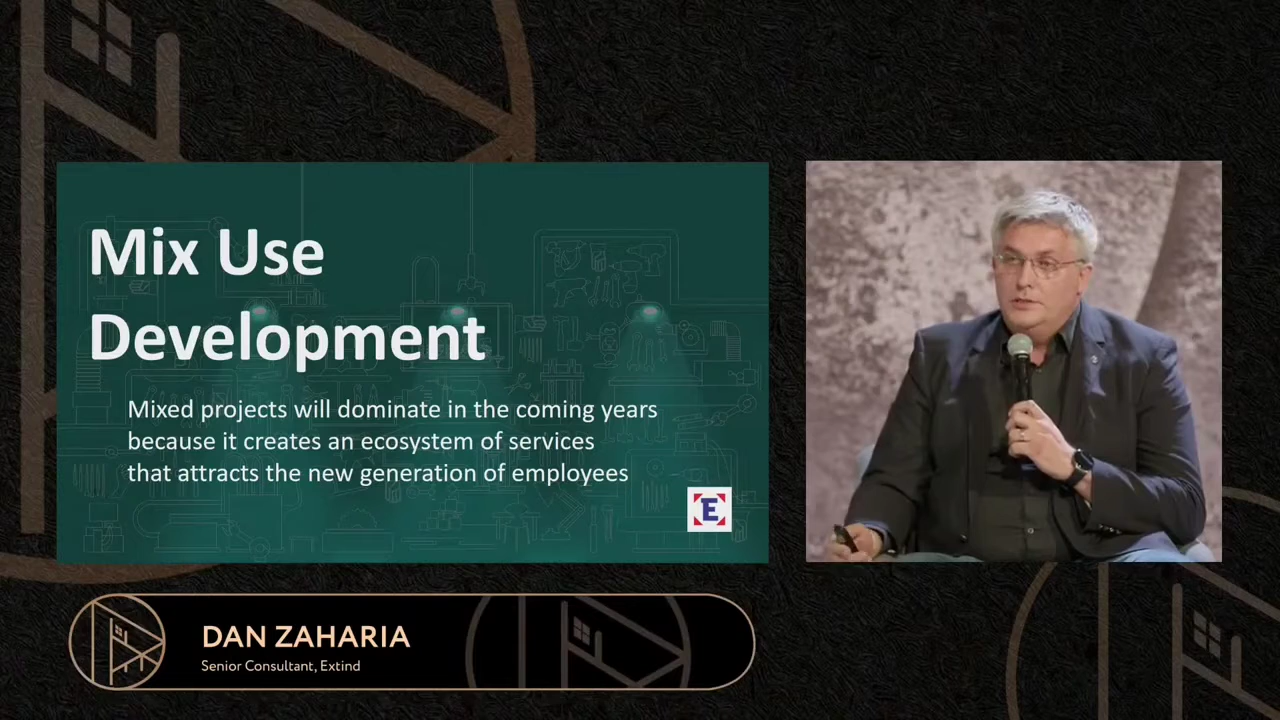 Mix Use
Development
Mixed projects will dominate in the coming years
because it creates an ecosystem of services
that attracts the new generation of employees
E
DAN ZAHARIA
Senior Consultant, Extind